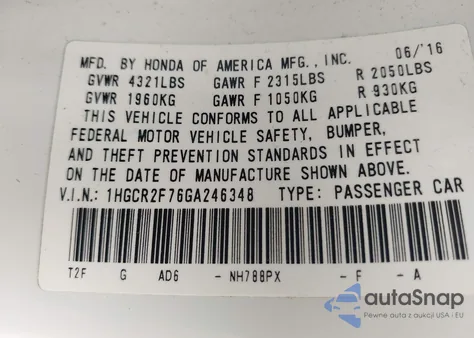 MFD. BY HONDA OF AMERICA MFG., INC. 06/16
GVWR 4321LBS GAWR F 2315LBS R 2050LBS
GVWR 1960KG GAWR F 1050KG R 930KG
THIS VEHICLE CONFORMS TO ALL APPLICABLE
FEDERAL MOTOR VEHICLE SAFETY, BUMPER,
AND THEFT PREVENTION STANDARDS IN EFFECT
ON THE DATE OF MANUFACTURE SHOWN ABOVE.
V.I.N.: 1HGCR2F76GA246348 TYPE: PASSENGER CAR
T2F G AD6 - NH788PX - F - A
autoSnap
Pewne auta z aukcji USA i EU